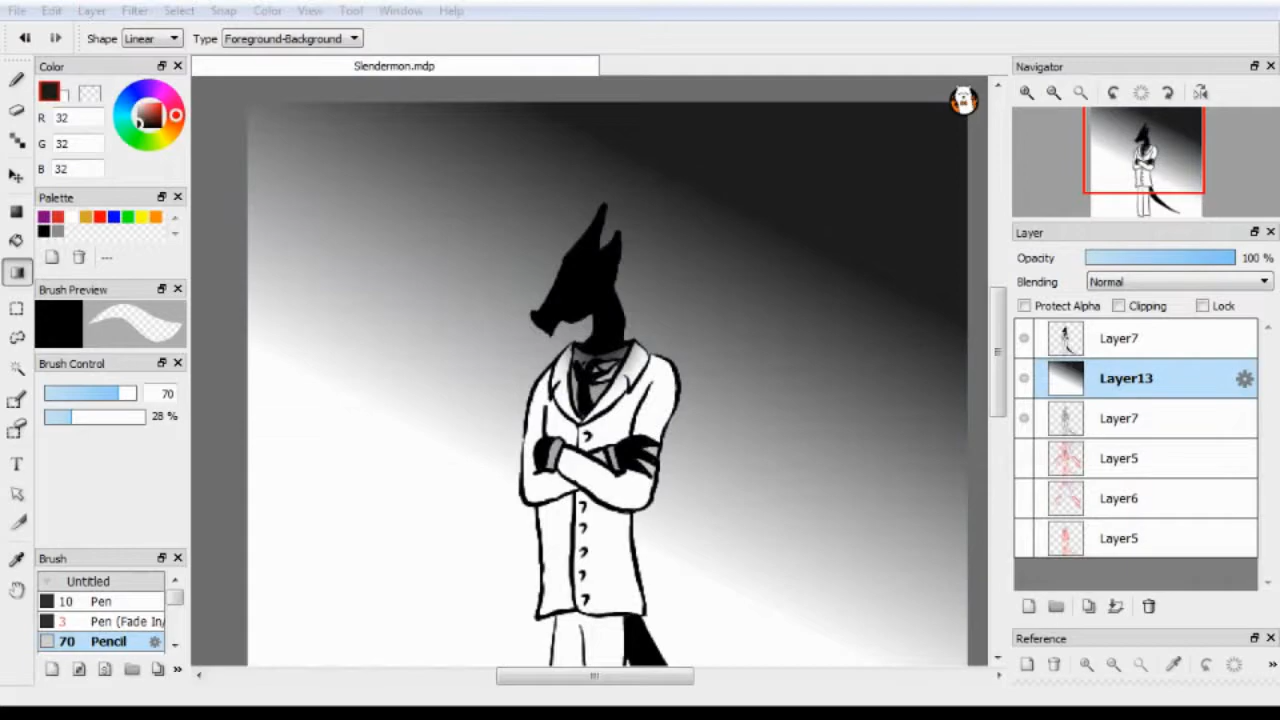 File Edit Layer Filter Select Snap Color View Tool Window Help
Shape Linear Type Foreground-Background
Color
R 32
G 32
B 32
Palette
---
Brush Preview
Brush Control
70
28 %
Brush
Untitled
10 Pen
3 Pen (Fade In/
70 Pencil
»
Slendermon.mdp
Navigator
Layer
Opacity 100 %
Blending Normal
Protect Alpha Clipping Lock
Layer7
Layer13
Layer7
Layer5
Layer6
Layer5
Reference
»